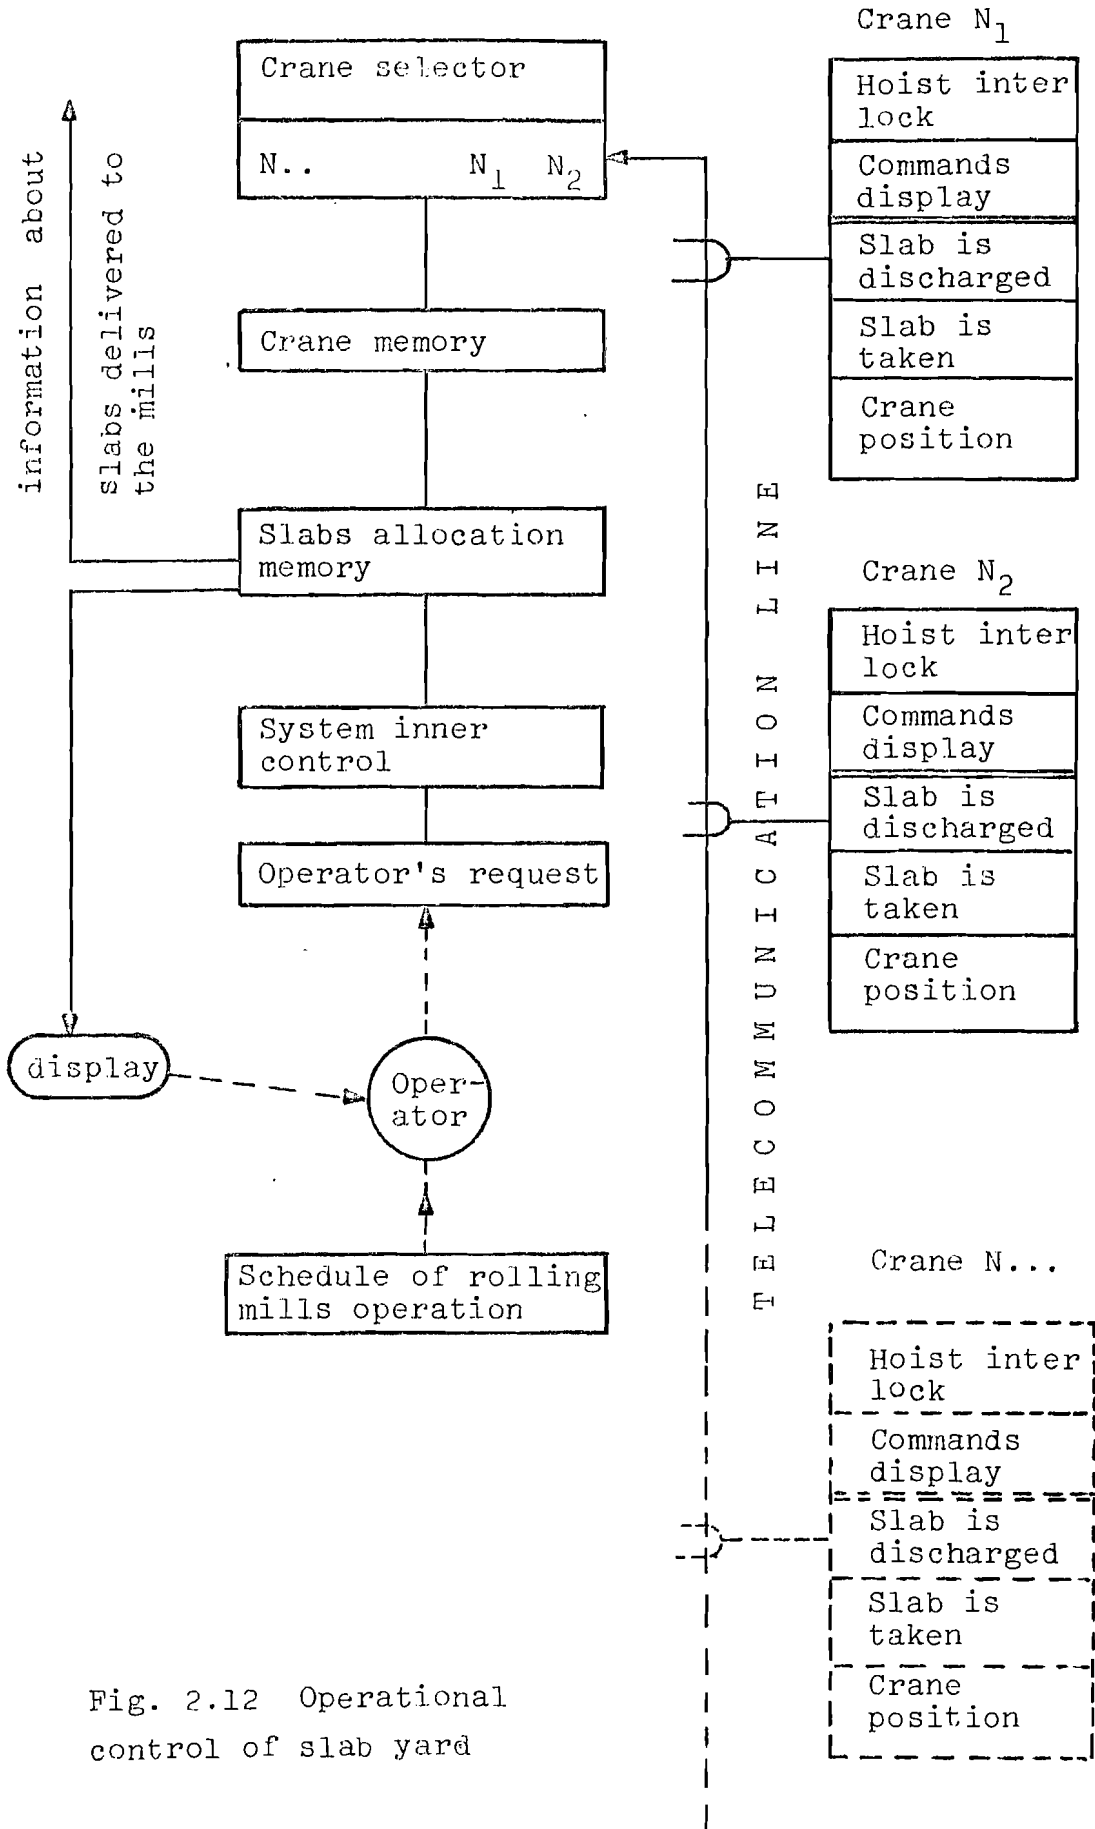 Crane selector
N.. N₁ N₂
information about
slabs delivered to
the mills
Crane memory
Slabs allocation
memory
System inner
control
Operator's request
display
Oper-
ator
Schedule of rolling
mills operation
TELECOMMUNICATION LINE
Crane N₁
Hoist inter
lock
Commands
display
Slab is
discharged
Slab is
taken
Crane
position
Crane N₂
Hoist inter
lock
Commands
display
Slab is
discharged
Slab is
taken
Crane
position
Crane N...
Hoist inter
lock
Commands
display
Slab is
discharged
Slab is
taken
Crane
position
Fig. 2.12 Operational
control of slab yard